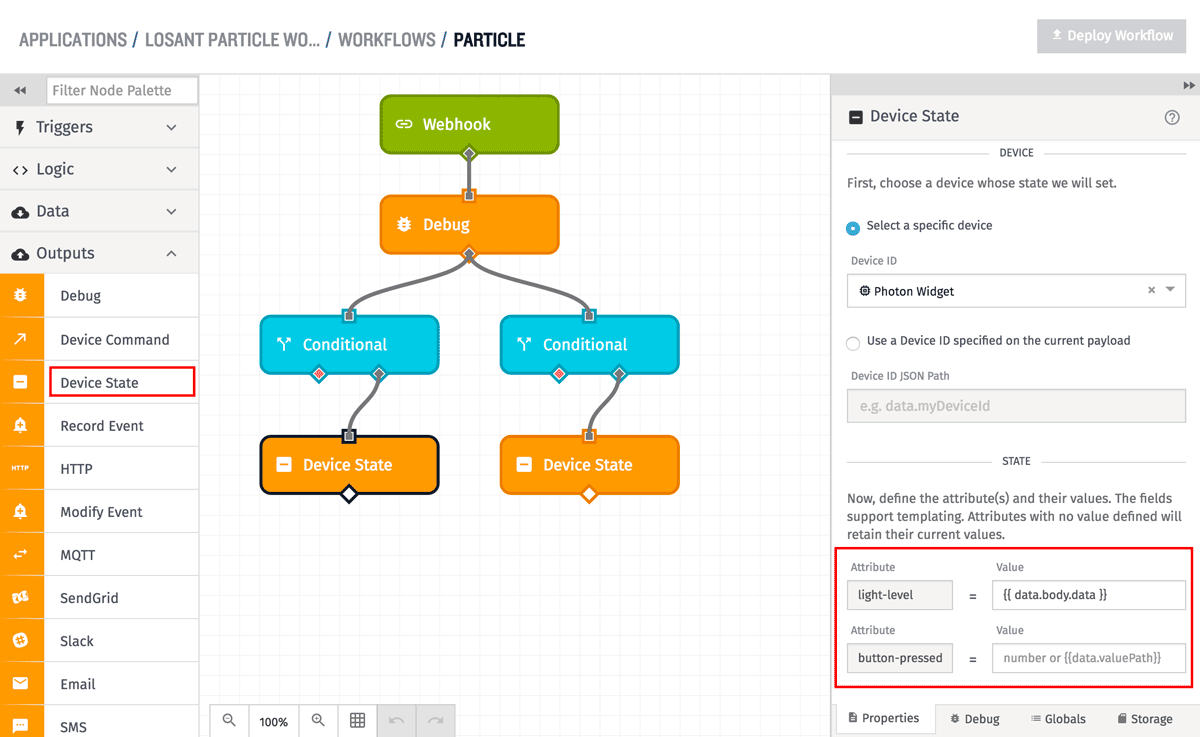 APPLICATIONS / LOSANT PARTICLE WO... / WORKFLOWS / PARTICLE
Deploy Workflow
Filter Node Palette
Triggers
Logic
Data
Outputs
Debug
Device Command
Device State
Record Event
HTTP
HTTP
Modify Event
MQTT
SendGrid
Slack
Email
SMS
Webhook
Debug
Conditional
Conditional
Device State
Device State
100%
Device State
DEVICE
First, choose a device whose state we will set.
Select a specific device
Device ID
Photon Widget
Use a Device ID specified on the current payload
Device ID JSON Path
e.g. data.myDeviceId
STATE
Now, define the attribute(s) and their values. The fields
support templating. Attributes with no value defined will
retain their current values.
Attribute Value
light-level = {{ data.body.data }}
Attribute Value
button-pressed = number or {{data.valuePath}}
Properties Debug Globals Storage